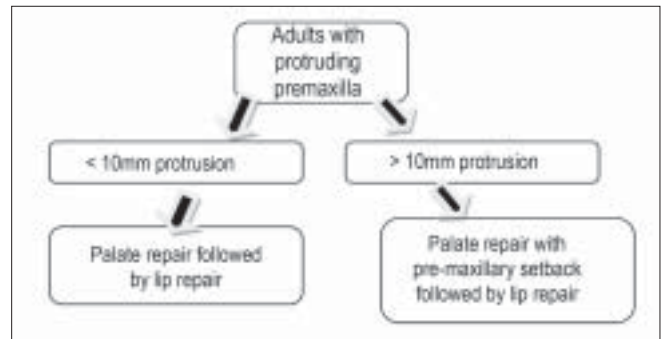 Adults with
protruding
premaxilla
< 10mm protrusion
> 10mm protrusion
Palate repair followed
by lip repair
Palate repair with
pre-maxillary setback
followed by lip repair